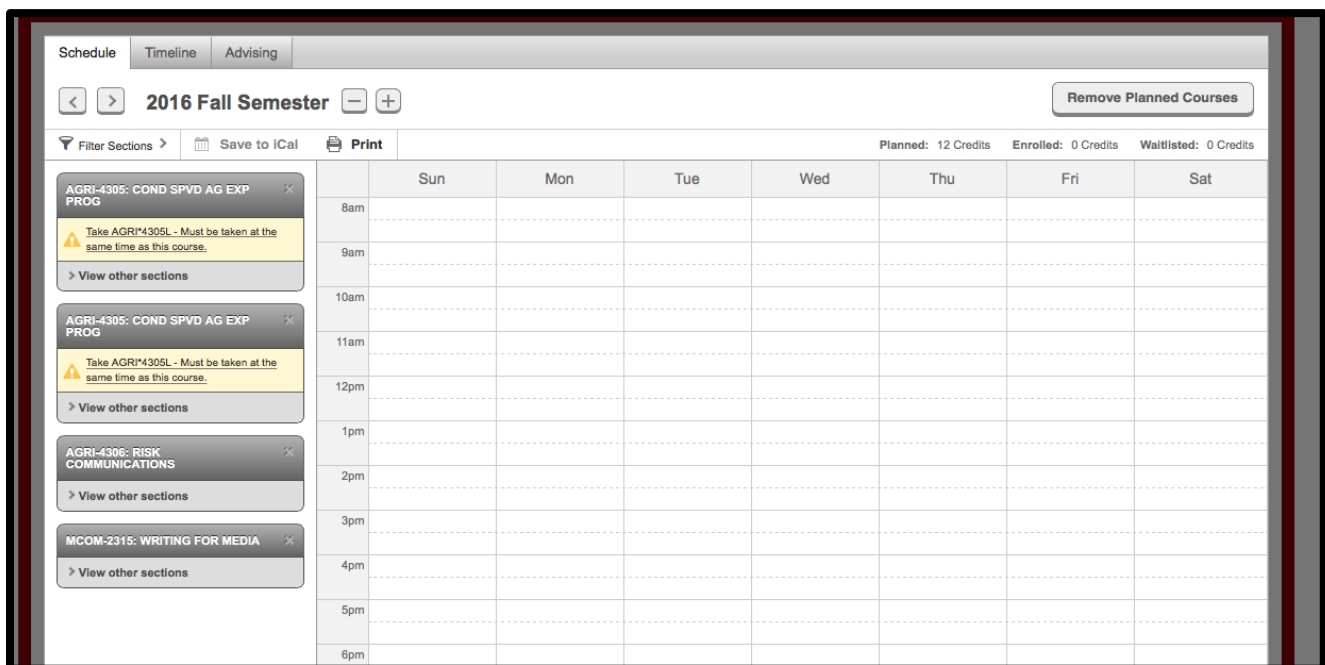 Schedule Timeline Advising
2016 Fall Semester
Remove Planned Courses
Filter Sections
Save to iCal
Print
Planned: 12 Credits Enrolled: 0 Credits Waitlisted: 0 Credits
AGRI-4305: COND SPVD AG EXP
PROG
Take AGRI*4305L - Must be taken at the
same time as this course.
View other sections
AGRI-4305: COND SPVD AG EXP
PROG
Take AGRI*4305L - Must be taken at the
same time as this course.
View other sections
AGRI-4306: RISK
COMMUNICATIONS
View other sections
MCOM-2315: WRITING FOR MEDIA
View other sections
Sun Mon Tue Wed Thu Fri Sat
8am
9am
10am
11am
12pm
1pm
2pm
3pm
4pm
5pm
6pm